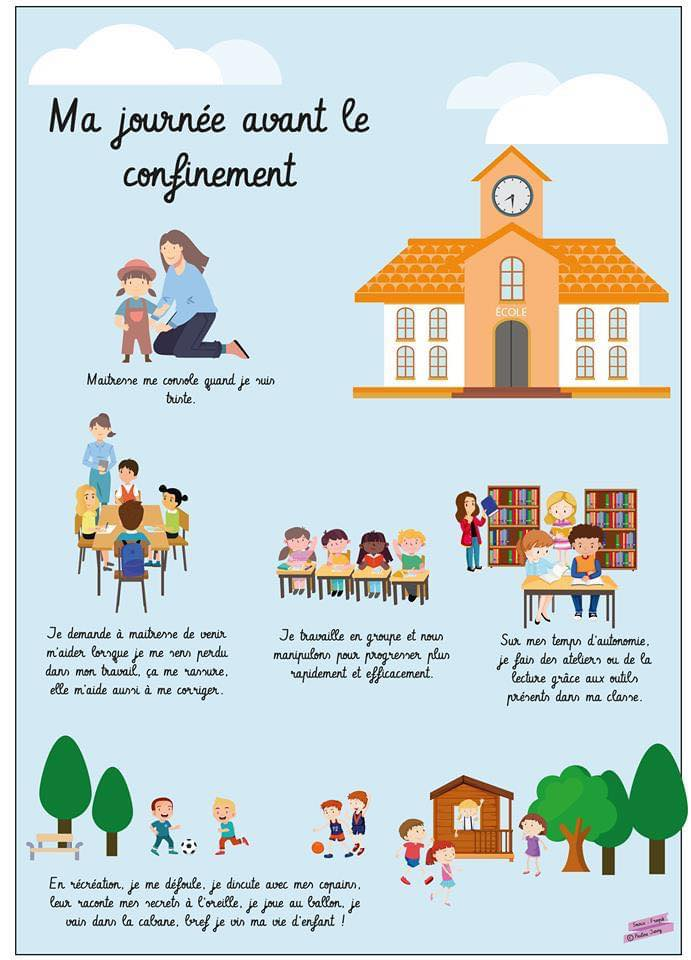 Ma journée avant le
confinement
ÉCOLE
Maitresse me console quand je suis
triste.
Je demande à maitresse de venir
m'aider lorsque je me sens perdu
dans mon travail, ça me rassure,
elle m'aide aussi à me corriger.
Je travaille en groupe et nous
manipulons pour progresser plus
rapidement et efficacement.
Sur mes temps d'autonomie,
je fais des ateliers ou de la
lecture grâce aux outils
présents dans ma classe.
En récréation, je me défoule, je discute avec mes copains,
leur raconte mes secrets à l'oreille, je joue au ballon, je
vais dans la cabane, bref je vis ma vie d'enfant !
Source : Freepik